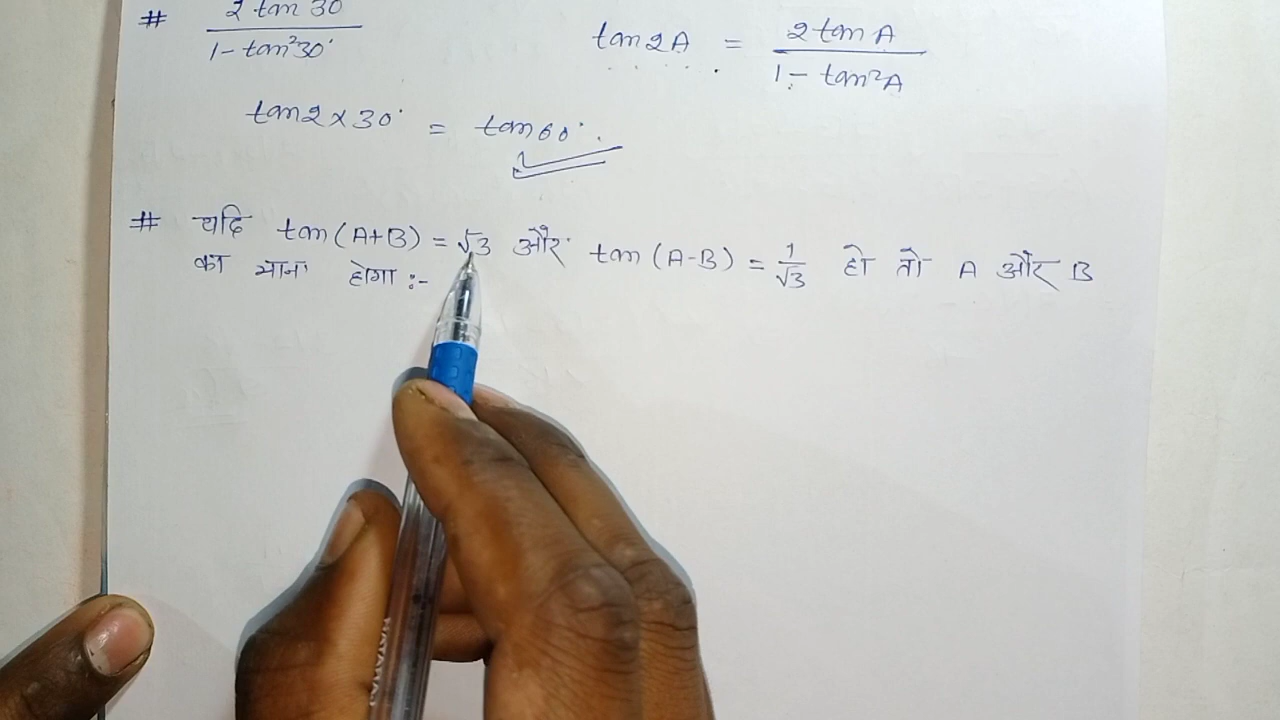 # 2 tan 30 / 1 - tan²30°
tan2A = 2 tan A / 1 - tan²A
tan2×30° = tan60°.
# यदि tan(A+B) = √3 और tan(A-B) = 1/√3 हो तो A और B
का मान होगा :-